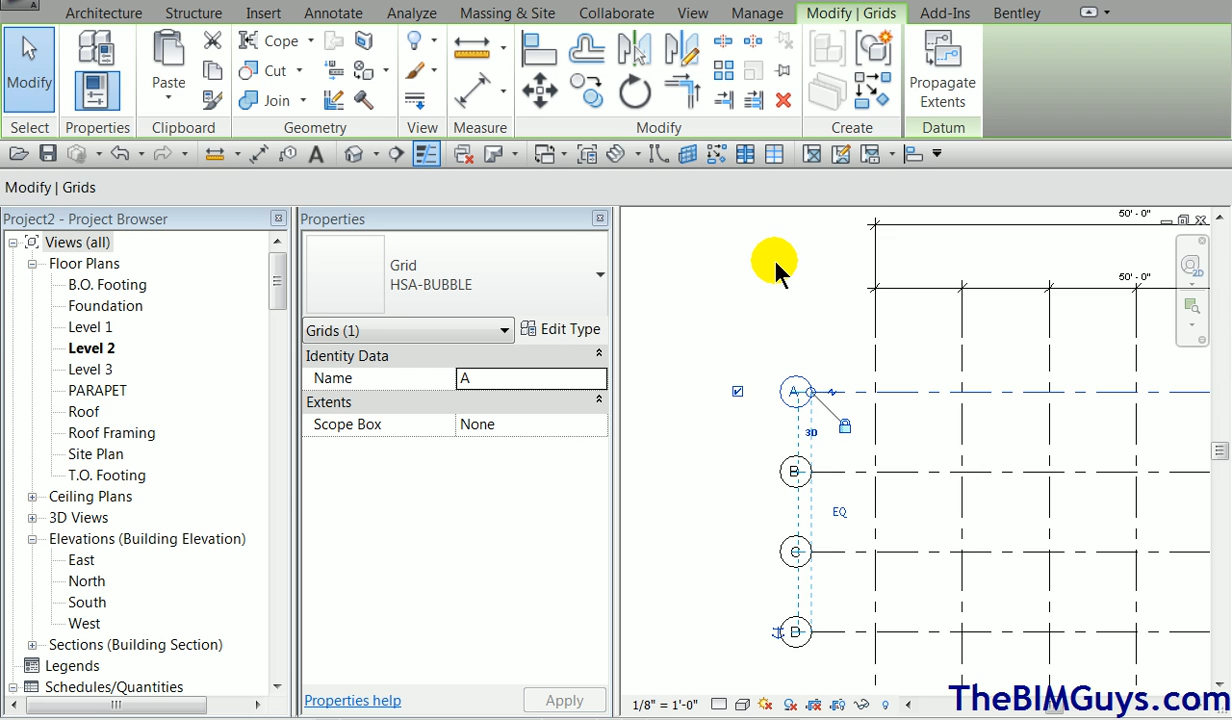 Architecture Structure Insert Annotate Analyze Massing & Site Collaborate View Manage Modify | Grids Add-Ins Bentley
Modify Paste Cope Cut Join Propagate Extents
Select Properties Clipboard Geometry View Measure Modify Create Datum
Modify | Grids
Project2 - Project Browser
Views (all)
Floor Plans
B.O. Footing
Foundation
Level 1
Level 2
Level 3
PARAPET
Roof
Roof Framing
Site Plan
T.O. Footing
Ceiling Plans
3D Views
Elevations (Building Elevation)
East
North
South
West
Sections (Building Section)
Legends
Schedules/Quantities
Properties
Grid
HSA-BUBBLE
Grids (1) Edit Type
Identity Data
Name A
Extents
Scope Box None
Properties help Apply
50' - 0"
2D
50' - 0"
A
3D
B
EQ
C
D
1/8" = 1'-0"
TheBIMGuys.com